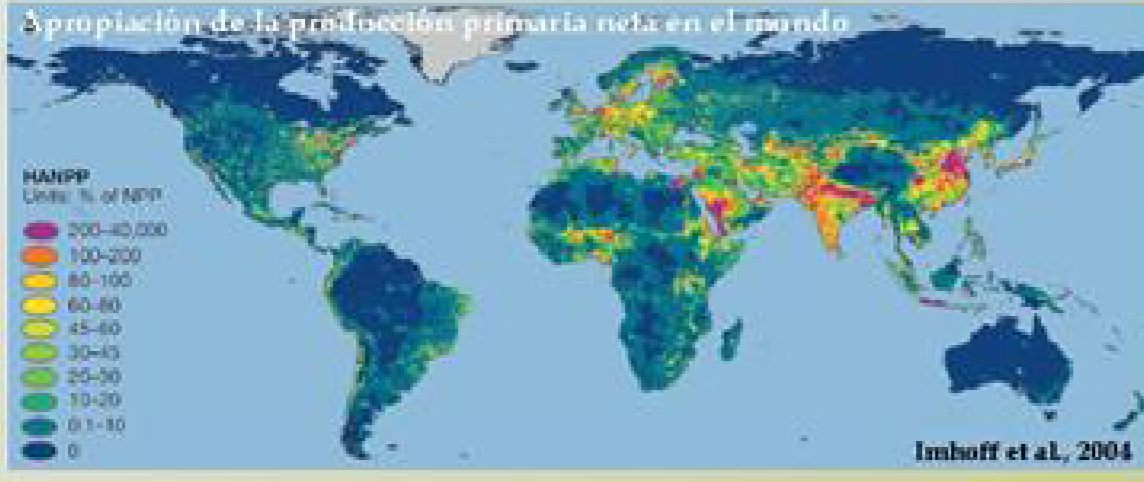 Apropiación de la producción primaria neta en el mundo
HANPP
Units: % of NPP
200–40,000
100–200
80–100
60–80
45–60
30–45
20–30
10–20
0.1–10
0
Imhoff et al., 2004